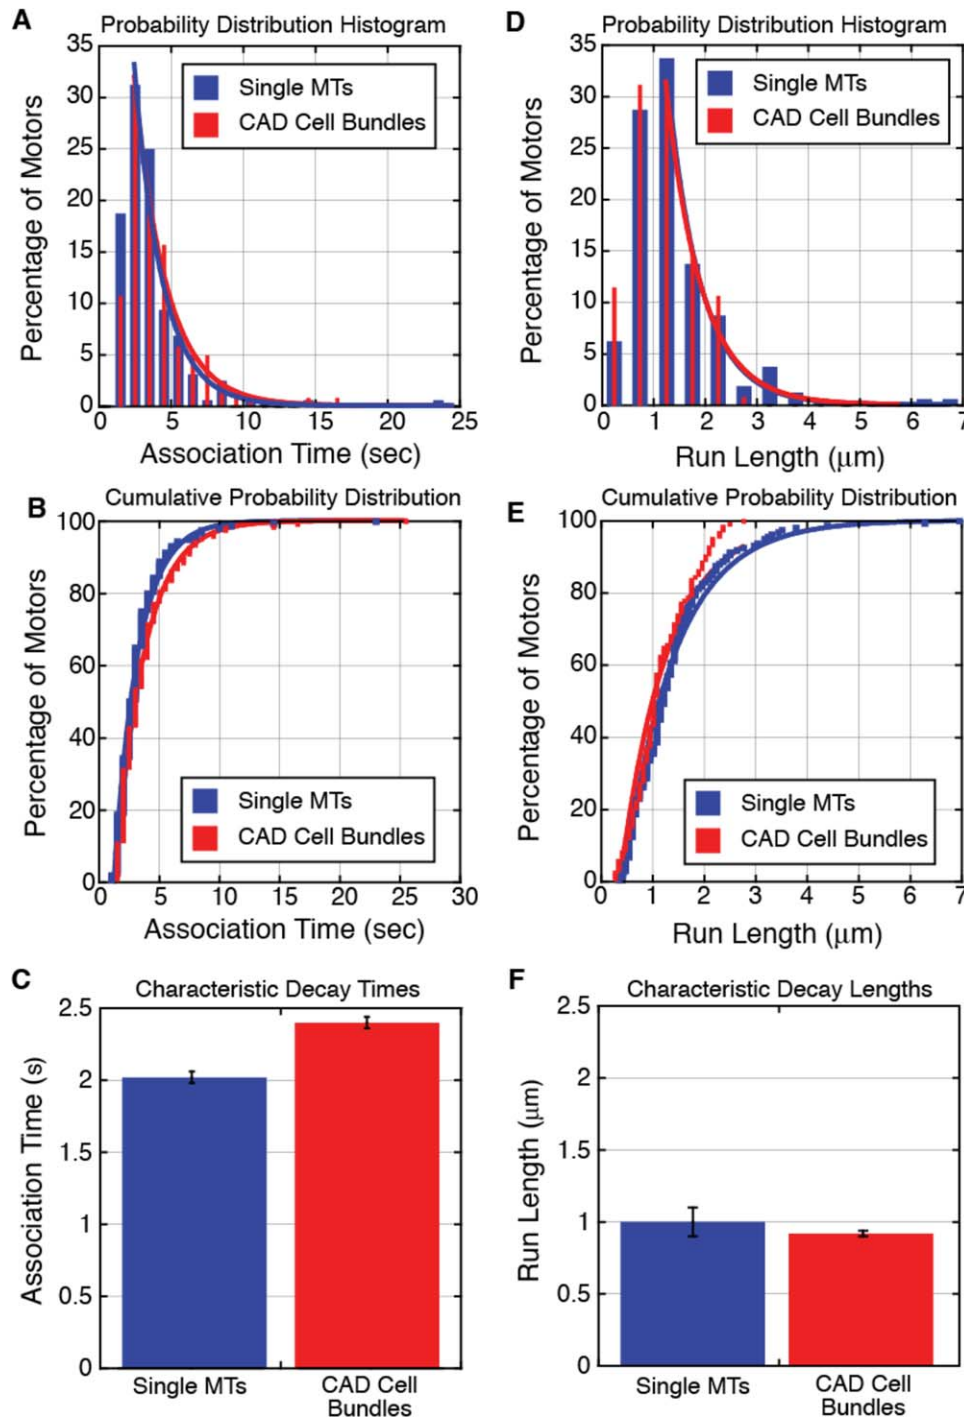 A Probability Distribution Histogram
35
30
25
20
15
10
5
0
Percentage of Motors
Single MTs
CAD Cell Bundles
0 5 10 15 20 25
Association Time (sec)
D Probability Distribution Histogram
35
30
25
20
15
10
5
0
Percentage of Motors
Single MTs
CAD Cell Bundles
0 1 2 3 4 5 6 7
Run Length (μm)
B Cumulative Probability Distribution
100
80
60
40
20
0
Percentage of Motors
Single MTs
CAD Cell Bundles
0 5 10 15 20 25 30
Association Time (sec)
E Cumulative Probability Distribution
100
80
60
40
20
0
Percentage of Motors
Single MTs
CAD Cell Bundles
0 1 2 3 4 5 6 7
Run Length (μm)
C Characteristic Decay Times
2.5
2
1.5
1
0.5
0
Association Time (s)
Single MTs
CAD Cell
Bundles
F Characteristic Decay Lengths
2.5
2
1.5
1
0.5
0
Run Length (μm)
Single MTs
CAD Cell
Bundles